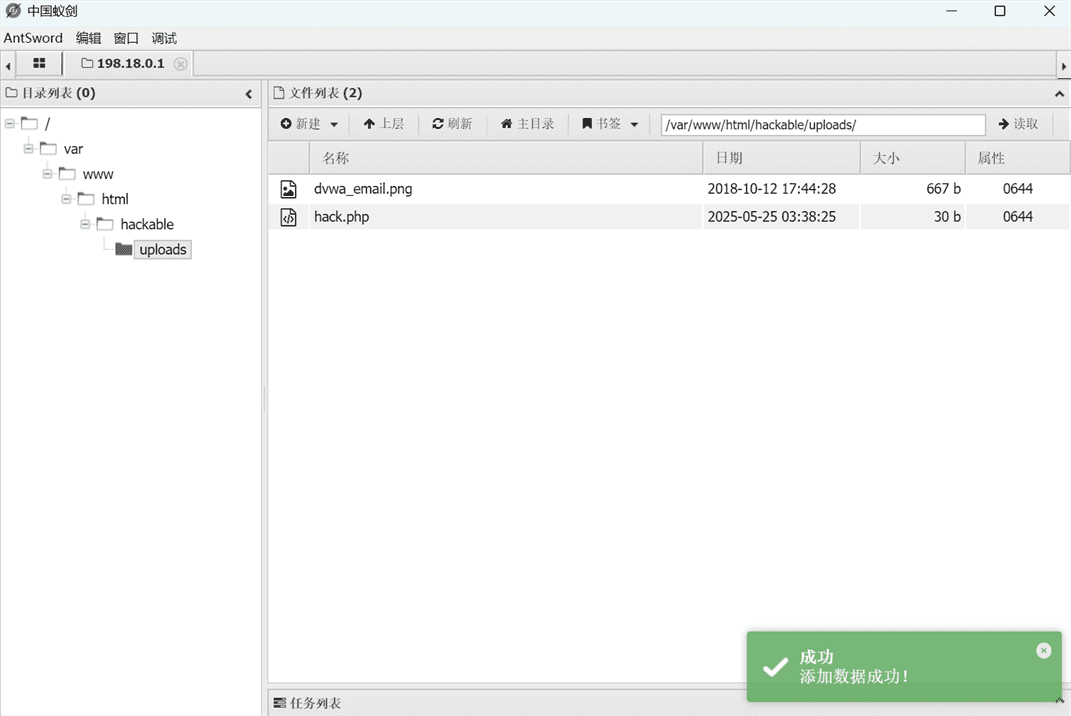 中国蚁剑
AntSword 编辑 窗口 调试
198.18.0.1
目录列表 (0)
/
var
www
html
hackable
uploads
文件列表 (2)
新建 上层 刷新 主目录 书签 /var/www/html/hackable/uploads/ 读取
名称 日期 大小 属性
dvwa_email.png 2018-10-12 17:44:28 667 b 0644
hack.php 2025-05-25 03:38:25 30 b 0644
成功
添加数据成功!
任务列表